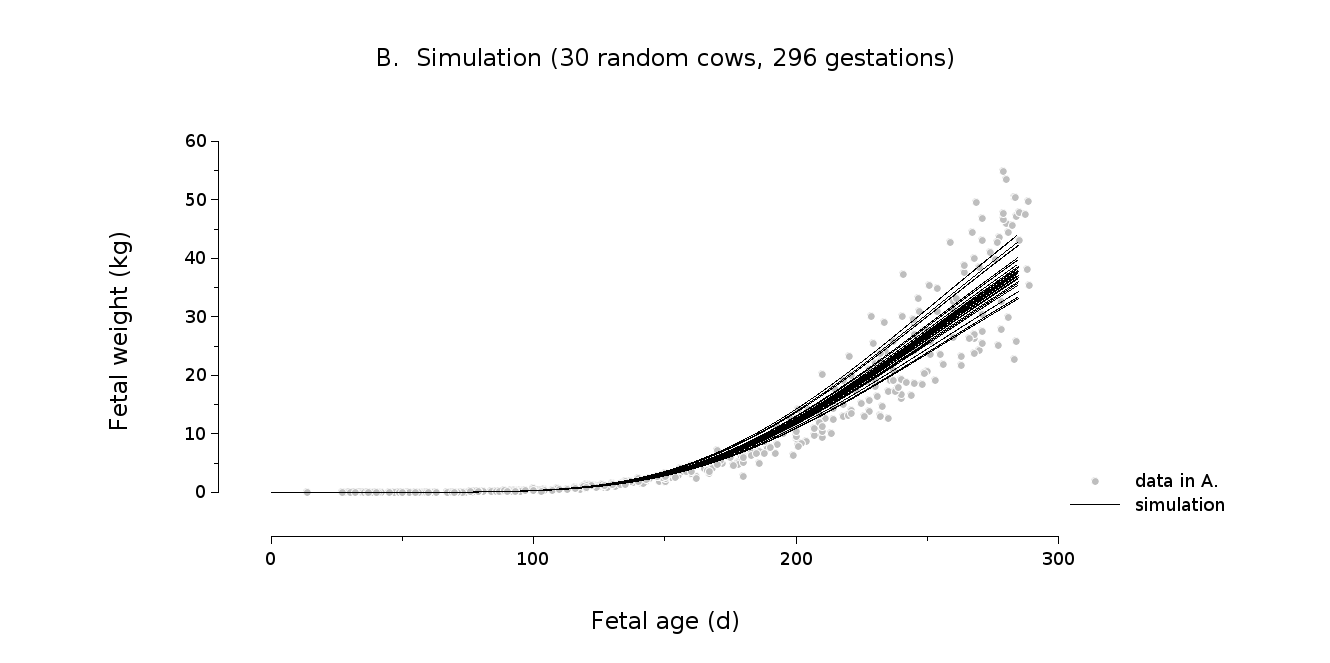 B.  Simulation (30 random cows, 296 gestations)
60
50
40
30
20
10
0
Fetal weight (kg)
data in A.
simulation
0 100 200 300
Fetal age (d)